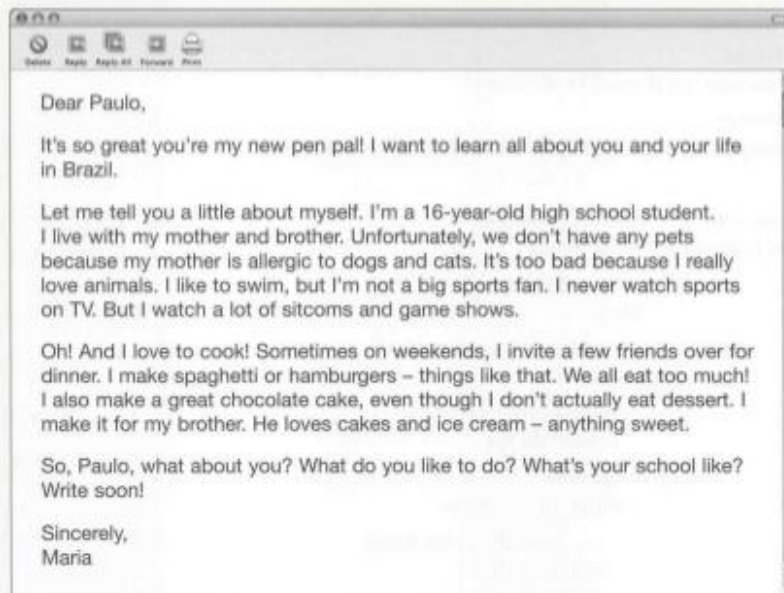 Delete Reply Reply All Forward Print
Dear Paulo,
It's so great you're my new pen pal! I want to learn all about you and your life
in Brazil.
Let me tell you a little about myself. I'm a 16-year-old high school student.
I live with my mother and brother. Unfortunately, we don't have any pets
because my mother is allergic to dogs and cats. It's too bad because I really
love animals. I like to swim, but I'm not a big sports fan. I never watch sports
on TV. But I watch a lot of sitcoms and game shows.
Oh! And I love to cook! Sometimes on weekends, I invite a few friends over for
dinner. I make spaghetti or hamburgers – things like that. We all eat too much!
I also make a great chocolate cake, even though I don't actually eat dessert. I
make it for my brother. He loves cakes and ice cream – anything sweet.
So, Paulo, what about you? What do you like to do? What's your school like?
Write soon!
Sincerely,
Maria